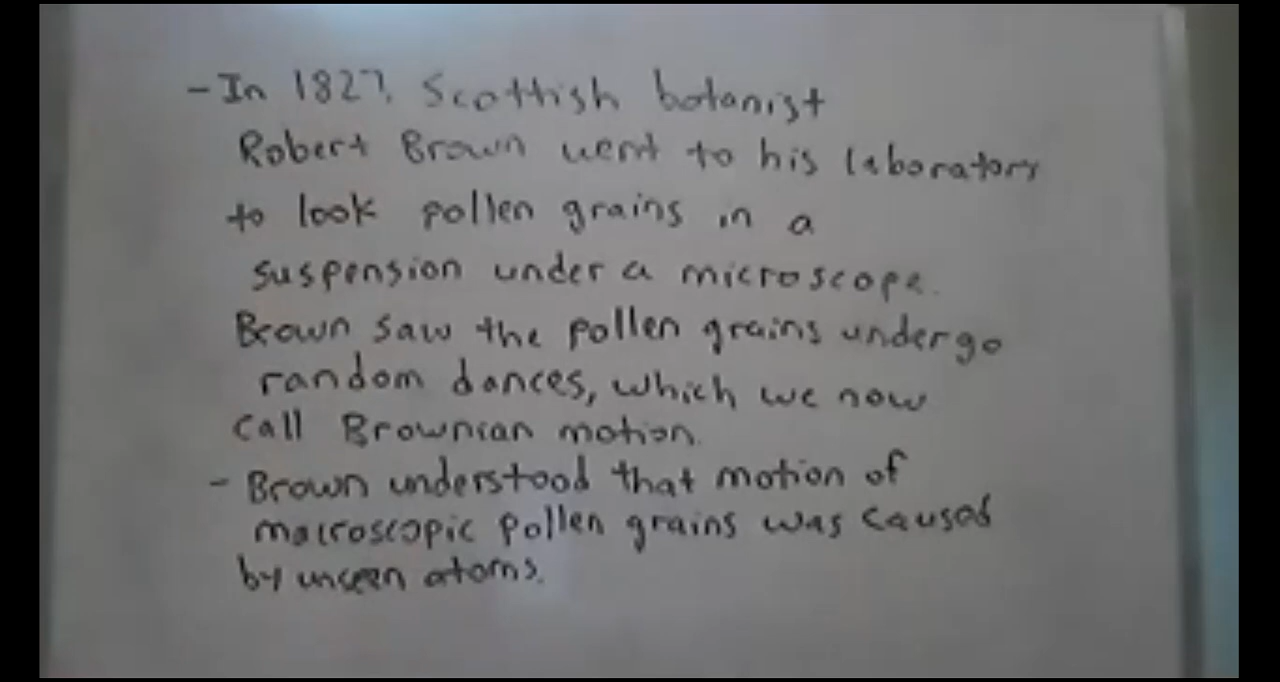 - In 1827, Scottish botanist
Robert Brown went to his laboratory
to look pollen grains in a
suspension under a microscope.
Brown saw the pollen grains undergo
random dances, which we now
call Brownian motion.
- Brown understood that motion of
macroscopic pollen grains was caused
by unseen atoms.